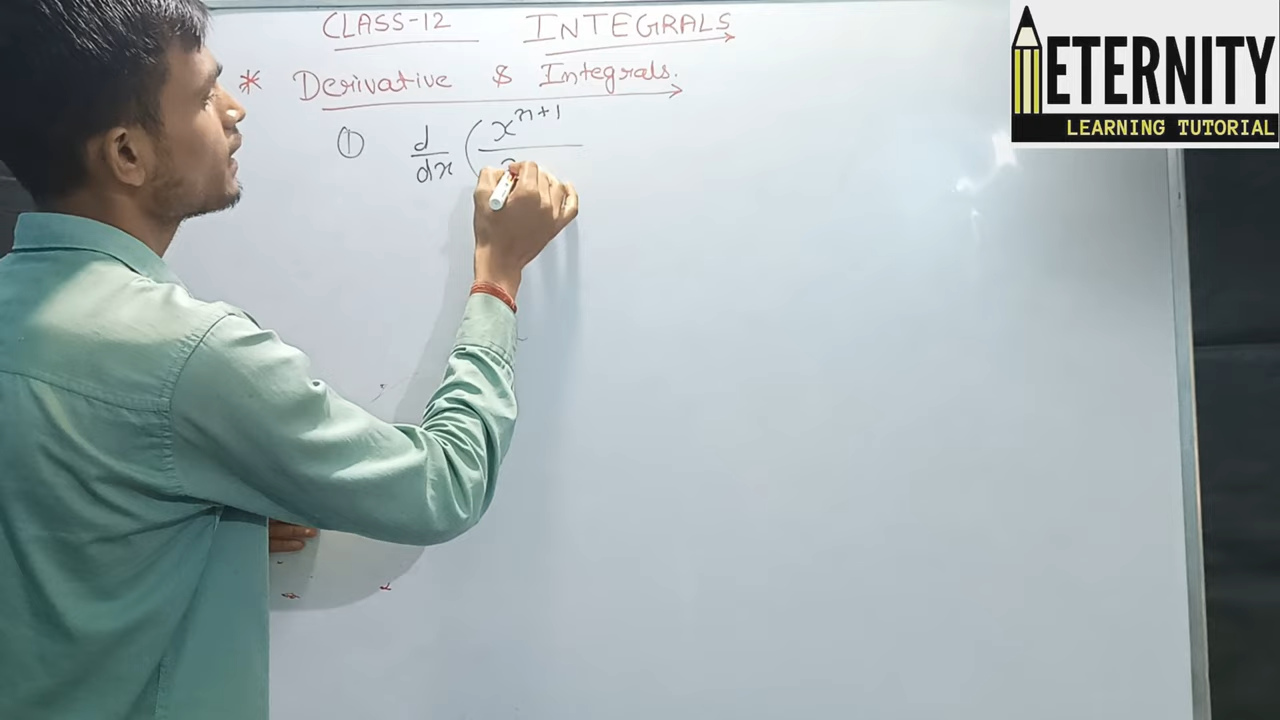 CLASS-12 INTEGRALS
* Derivative & Integrals.
① d/dx (x^{n+1}
ETERNITY
LEARNING TUTORIAL